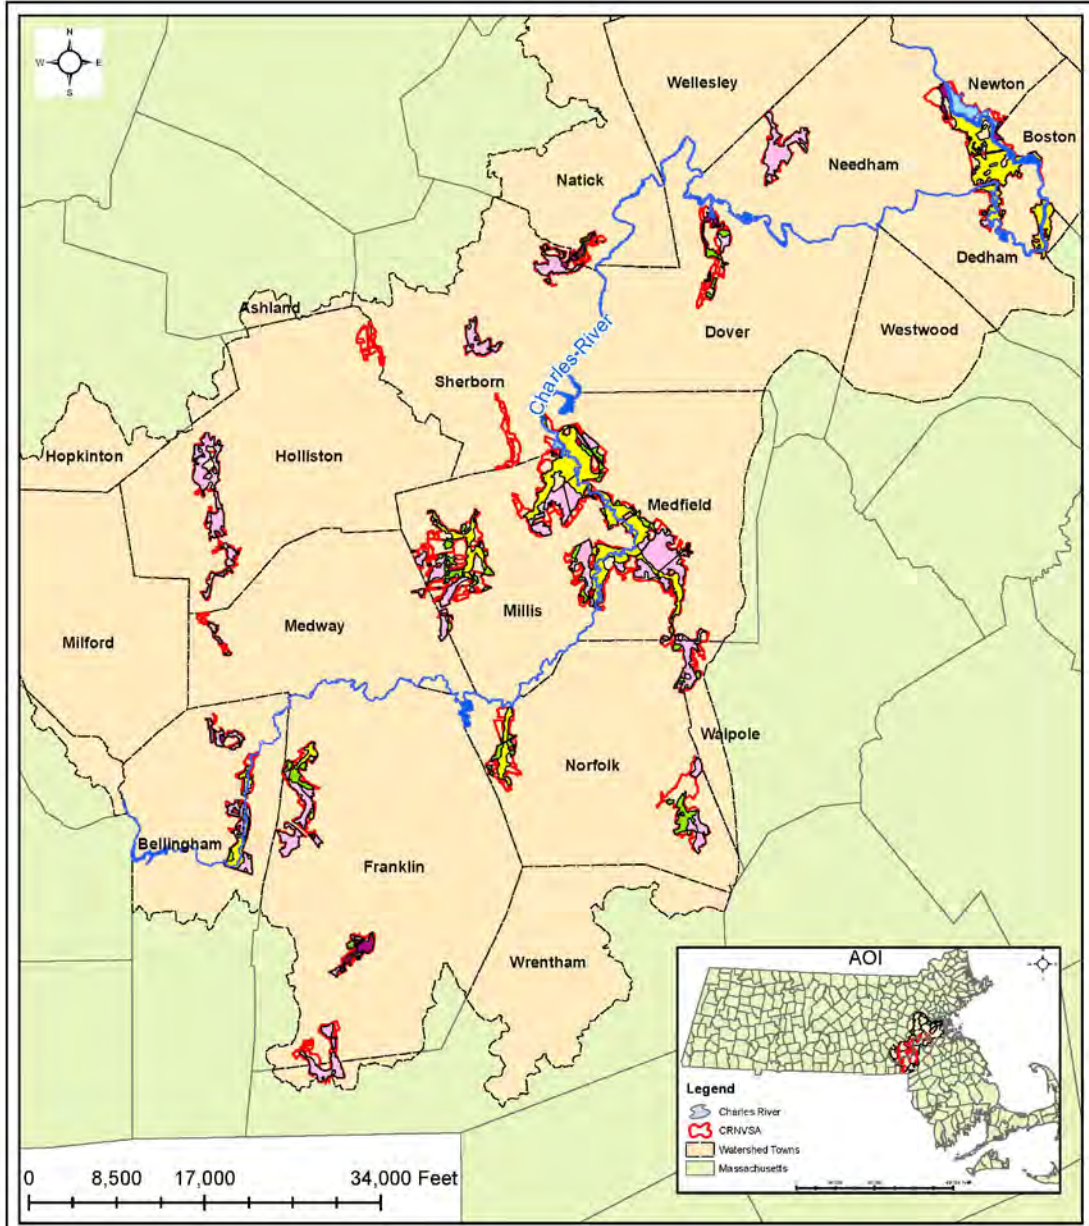 N
W E
S
Wellesley
Newton
Boston
Needham
Natick
Dedham
Ashland
Dover
Westwood
Charles-River
Sherborn
Hopkinton
Holliston
Medfield
Millis
Medway
Milford
Walpole
Norfolk
Bellingham
Franklin
Wrentham
AOI
Legend
Charles River
CRNVSA
Watershed Towns
Massachusetts
0 8,500 17,000 34,000 Feet